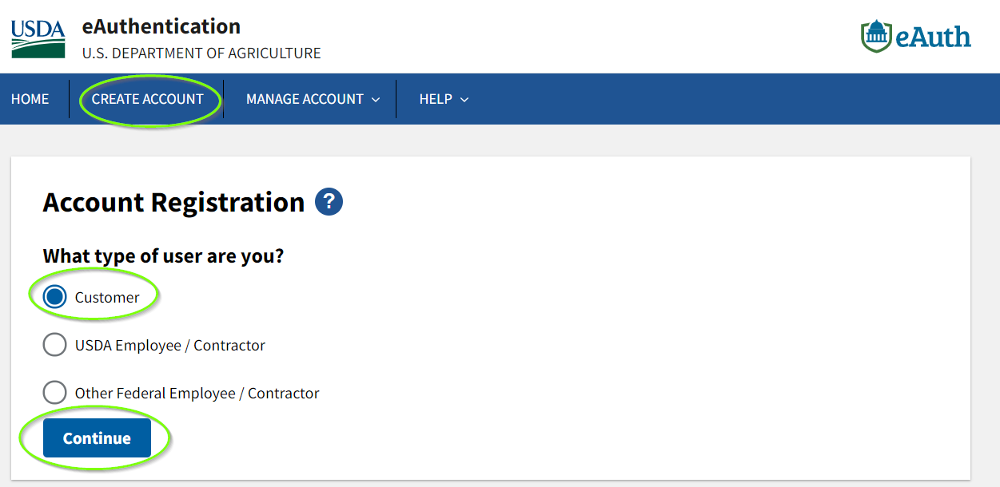 USDA
eAuthentication
U.S. DEPARTMENT OF AGRICULTURE
eAuth
HOME CREATE ACCOUNT MANAGE ACCOUNT HELP
Account Registration ?
What type of user are you?
Customer
USDA Employee / Contractor
Other Federal Employee / Contractor
Continue